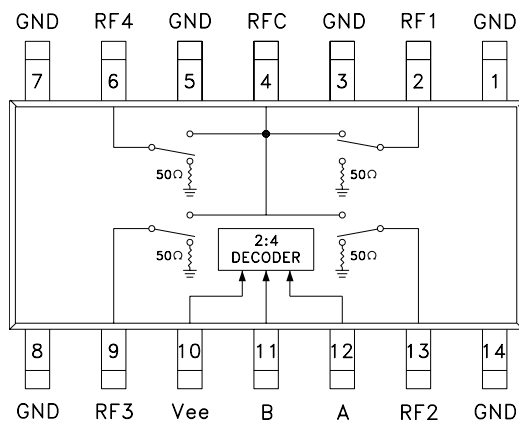 GND RF4 GND RFC GND RF1 GND
7 6 5 4 3 2 1
50Ω 50Ω
2:4
DECODER
50Ω 50Ω
8 9 10 11 12 13 14
GND RF3 Vee B A RF2 GND